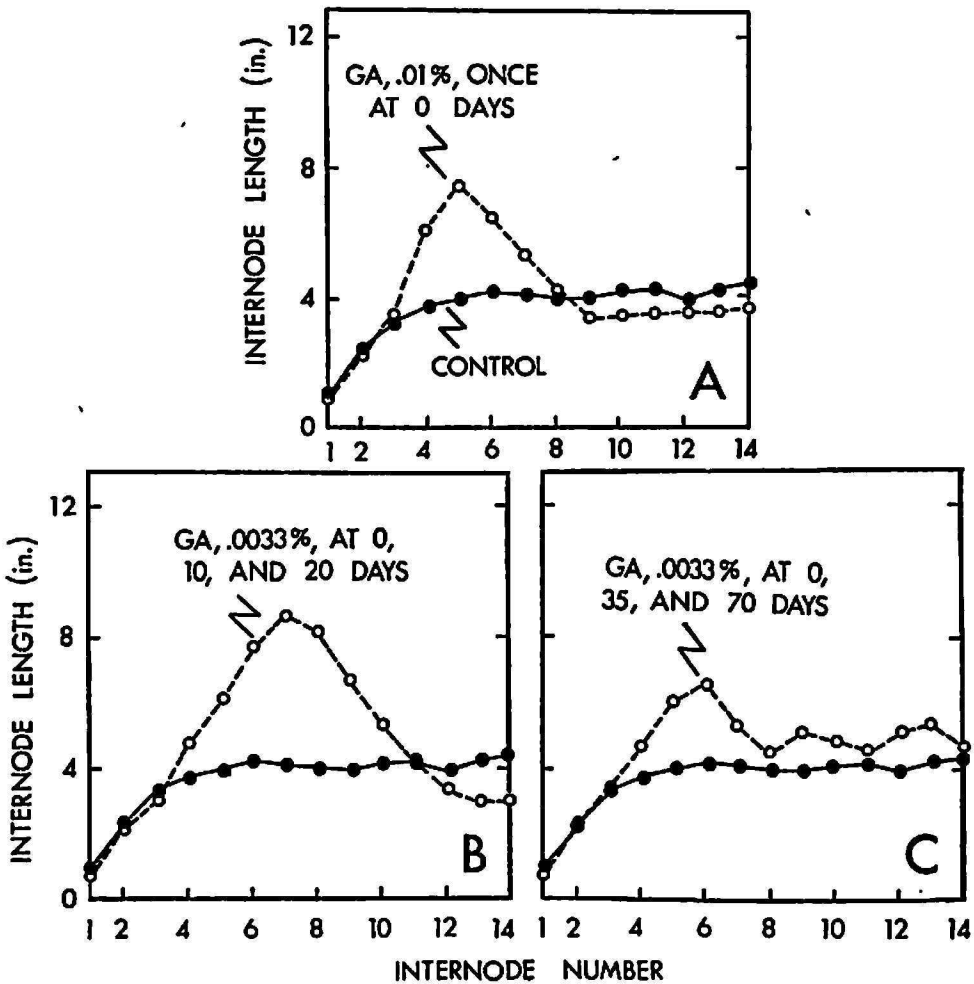 INTERNODE LENGTH (in.)
12
8
4
0
GA, .01%, ONCE
AT 0 DAYS
CONTROL
A
1 2 4 6 8 10 12 14
INTERNODE LENGTH (in.)
12
8
4
0
GA, .0033%, AT 0,
10, AND 20 DAYS
B
1 2 4 6 8 10 12 14
GA, .0033%, AT 0,
35, AND 70 DAYS
C
1 2 4 6 8 10 12 14
INTERNODE NUMBER